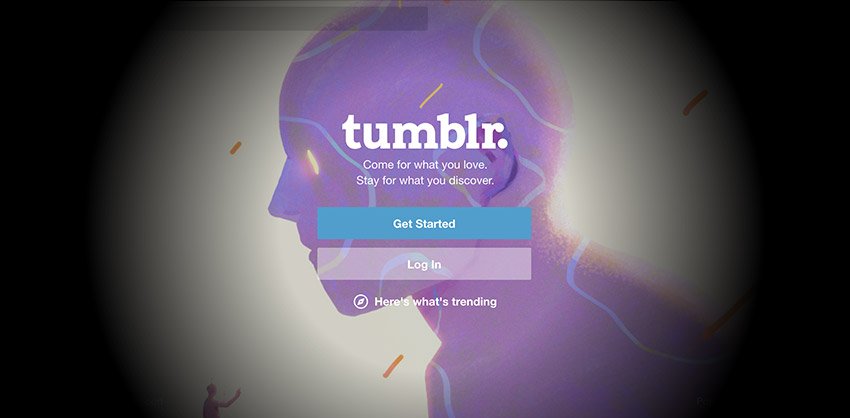 tumblr.
Come for what you love.
Stay for what you discover.
Get Started
Log In
Here's what's trending